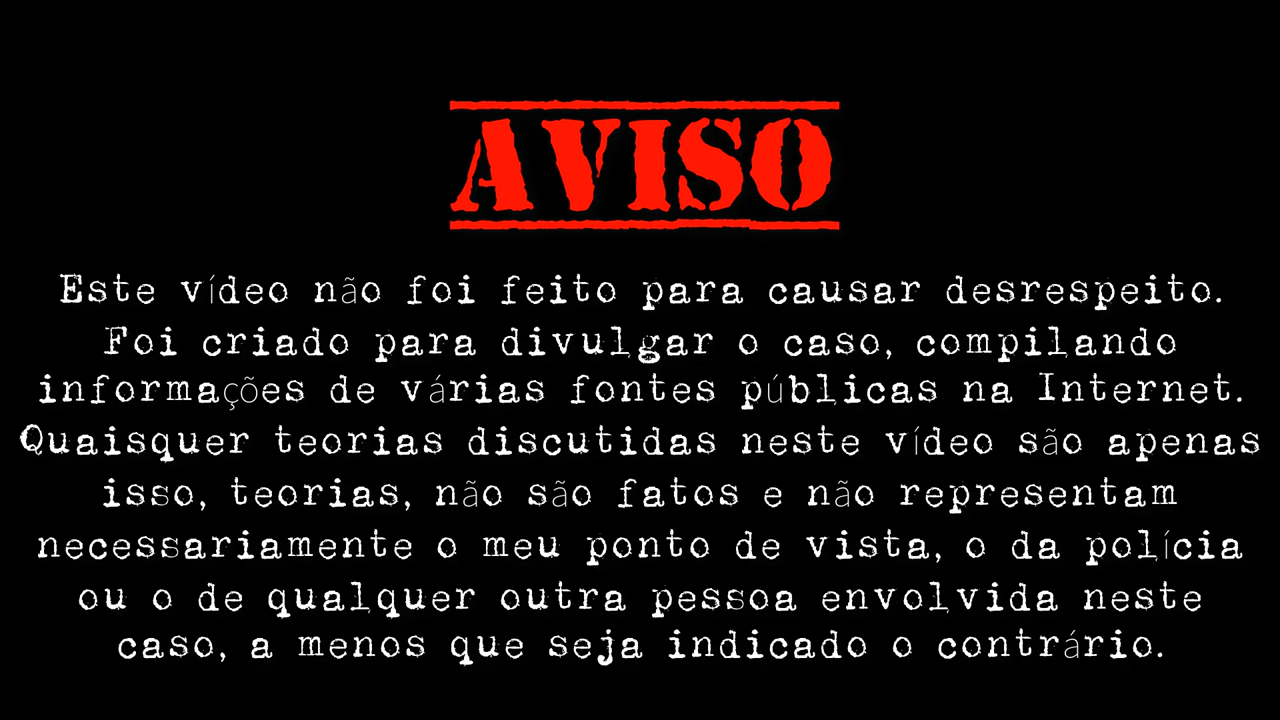 AVISO
Este vídeo não foi feito para causar desrespeito.
Foi criado para divulgar o caso, compilando
informações de várias fontes públicas na Internet.
Quaisquer teorias discutidas neste vídeo são apenas
isso, teorias, não são fatos e não representam
necessariamente o meu ponto de vista, o da polícia
ou o de qualquer outra pessoa envolvida neste
caso, a menos que seja indicado o contrário.